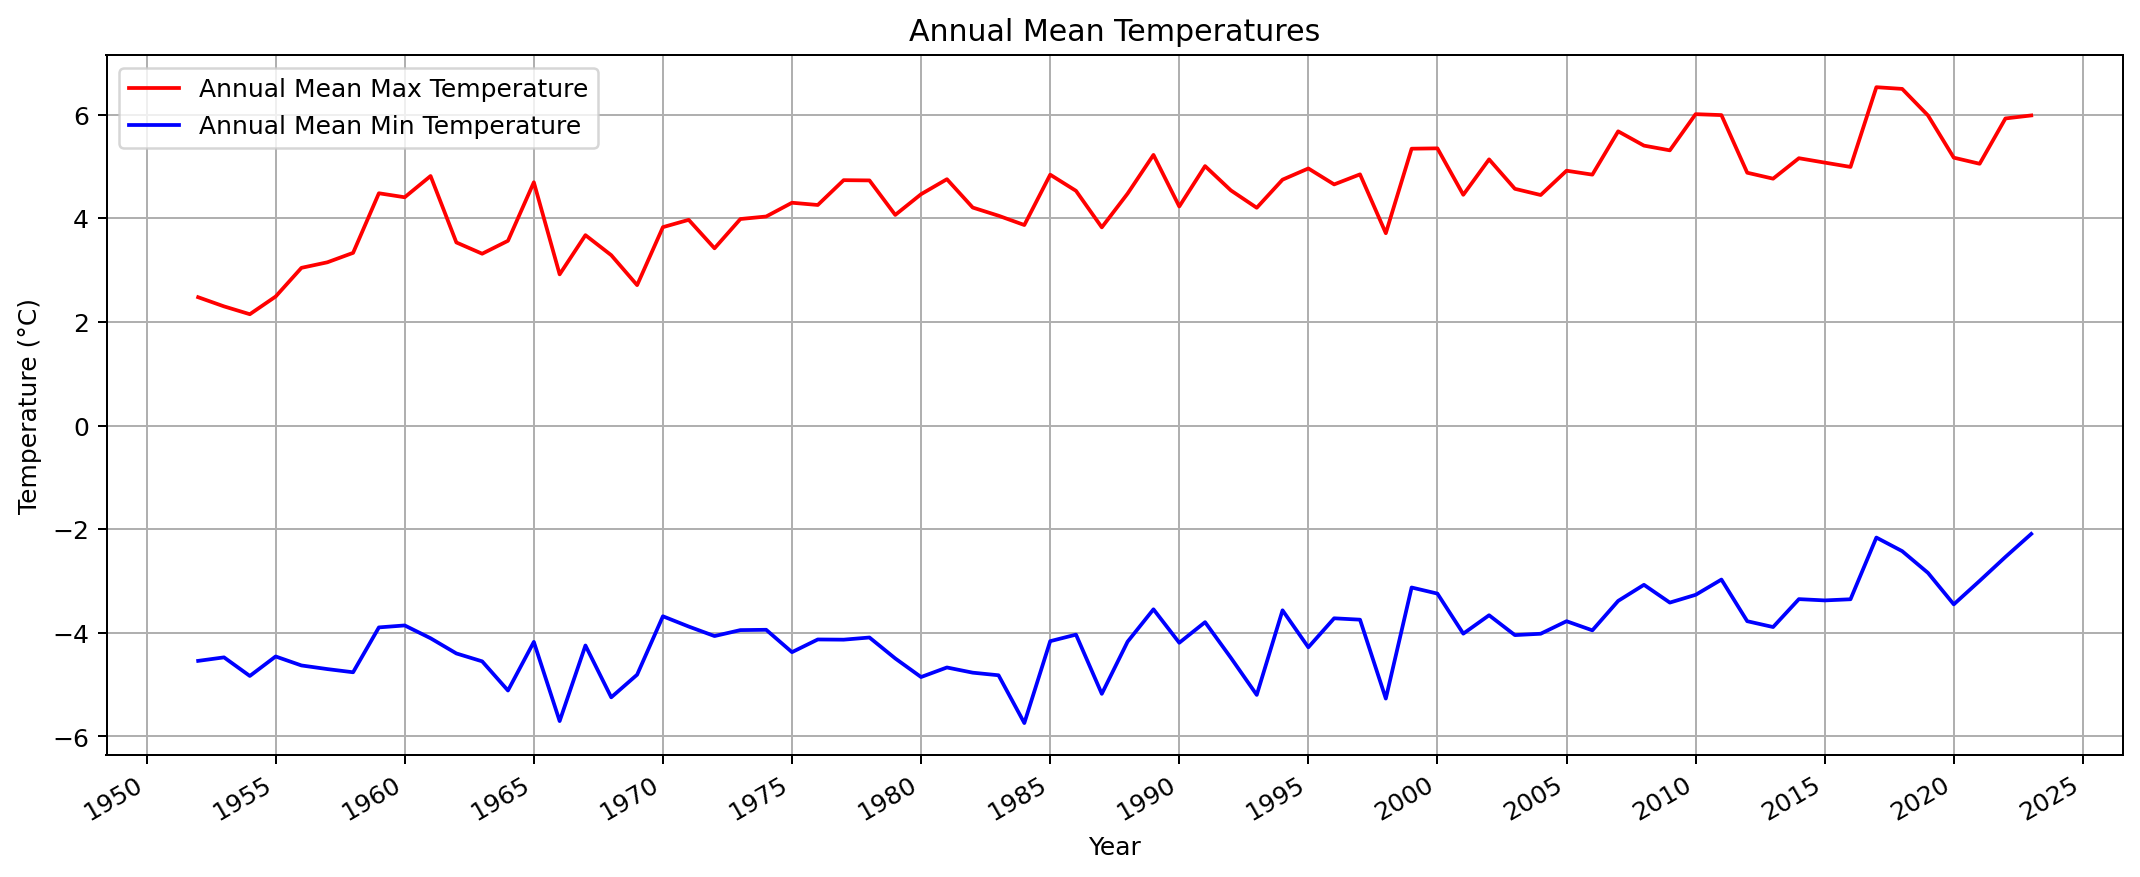 Annual Mean Temperatures
Annual Mean Max Temperature
Annual Mean Min Temperature
Temperature (°C)
6
4
2
0
−2
−4
−6
1950 1955 1960 1965 1970 1975 1980 1985 1990 1995 2000 2005 2010 2015 2020 2025
Year